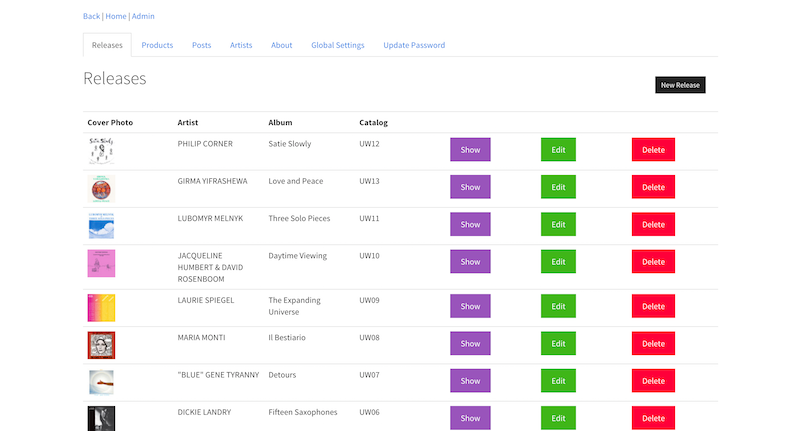 Back | Home | Admin
Releases Products Posts Artists About Global Settings Update Password
Releases
New Release
Cover Photo Artist Album Catalog
PHILIP CORNER Satie Slowly UW12 Show Edit Delete
GIRMA YIFRASHEWA Love and Peace UW13 Show Edit Delete
LUBOMYR MELNYK Three Solo Pieces UW11 Show Edit Delete
JACQUELINE Daytime Viewing UW10 Show Edit Delete
HUMBERT & DAVID
ROSENBOOM
LAURIE SPIEGEL The Expanding UW09 Show Edit Delete
Universe
MARIA MONTI Il Bestiario UW08 Show Edit Delete
"BLUE" GENE TYRANNY Detours UW07 Show Edit Delete
DICKIE LANDRY Fifteen Saxophones UW06 Show Edit Delete